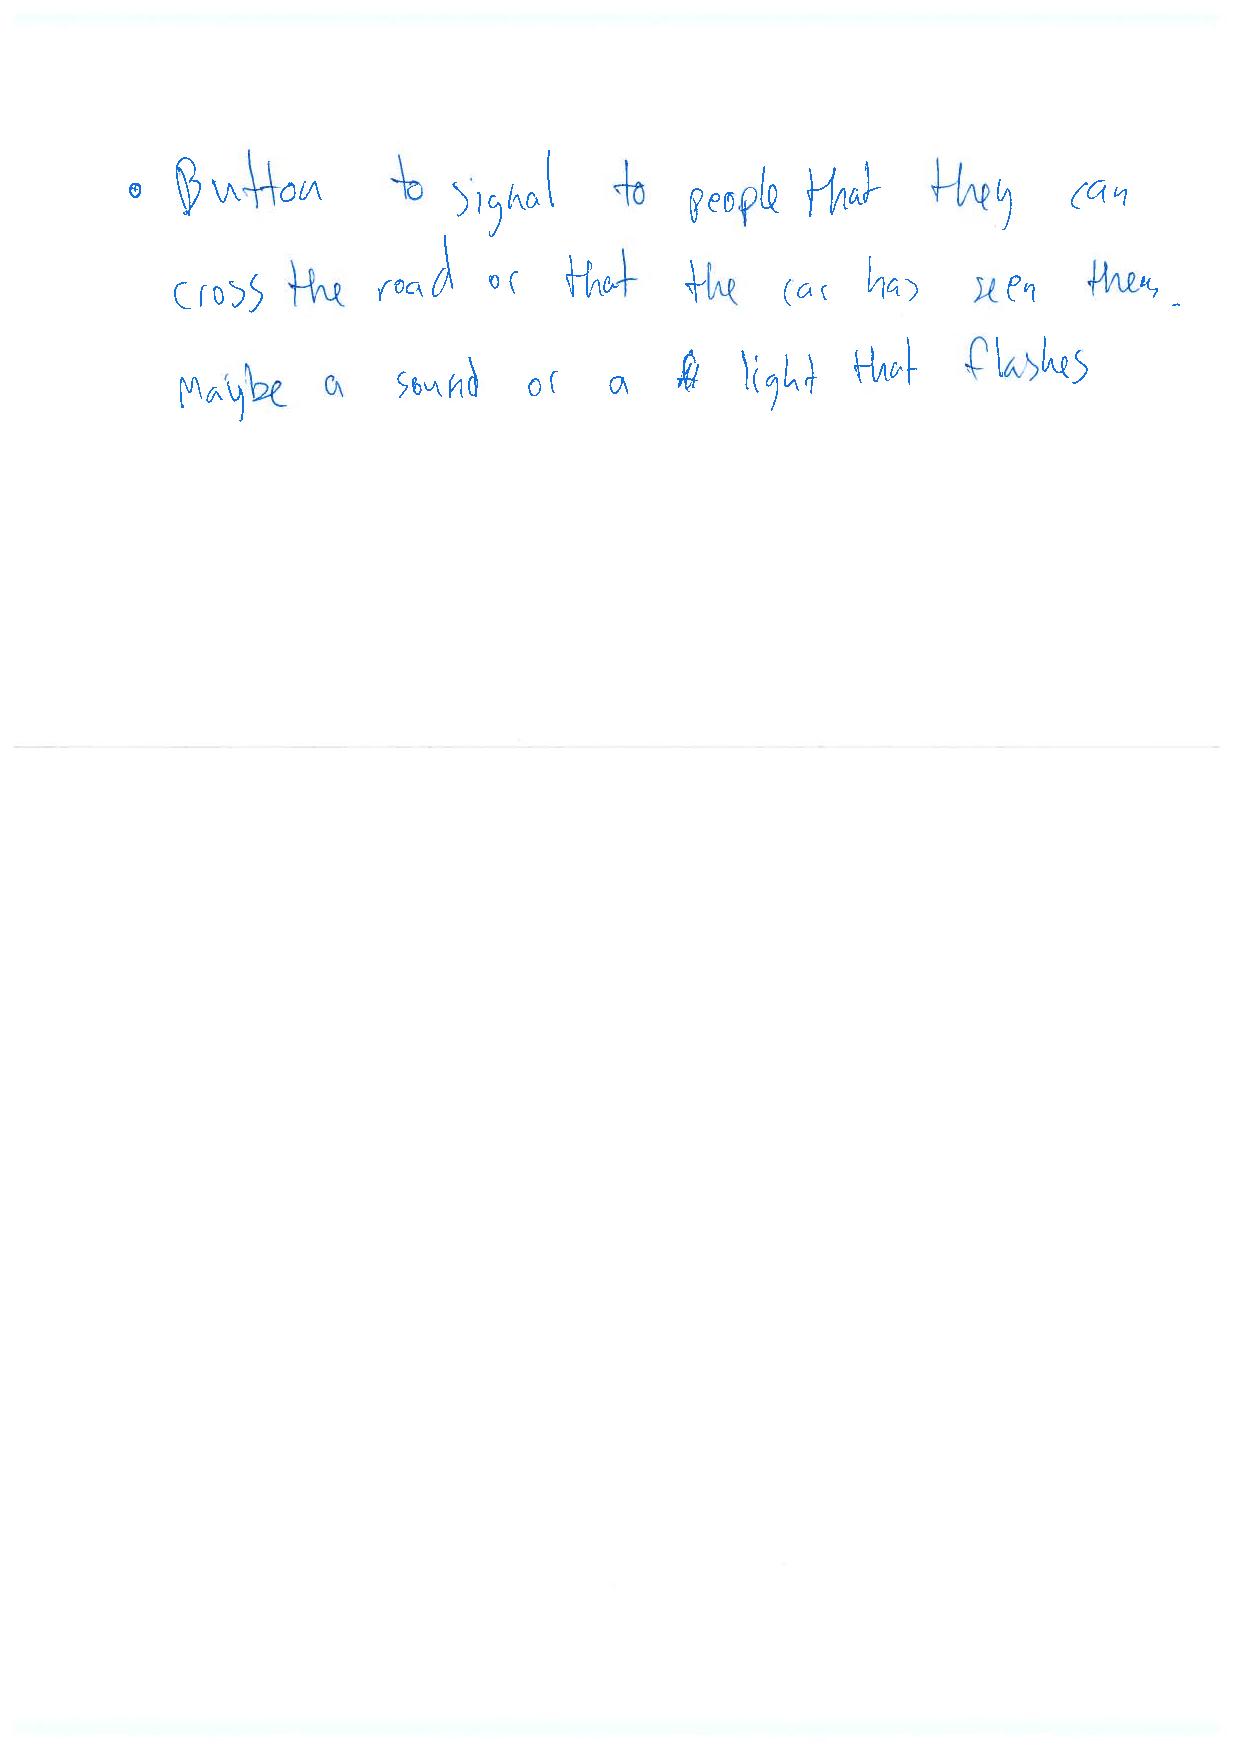 • Button to signal to people that they can
cross the road or that the car has seen them.
Maybe a sound or a light that flashes